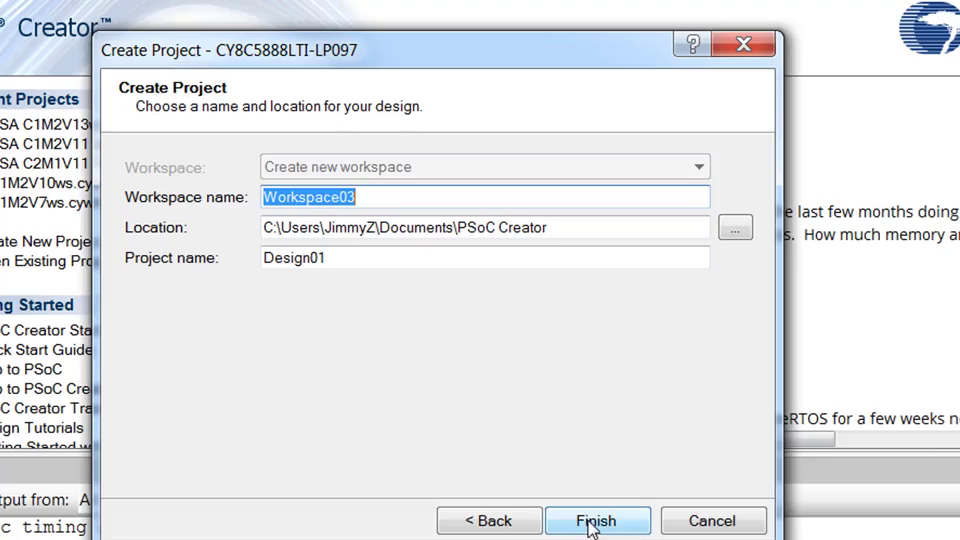 ® Creator™
Create Project - CY8C5888LTI-LP097
?
Create Project
Choose a name and location for your design.
nt Projects
SA C1M2V13w
SA C1M2V11
SA C2M1V11
1M2V10ws.cy
1M2V7ws.cyw
ate New Proje
en Existing Pro
ng Started
C Creator Sta
ck Start Guide
o to PSoC
o to PSoC Cre
C Creator Tra
ign Tutorials
Workspace: Create new workspace
Workspace name: Workspace03
Location: C:\Users\JimmyZ\Documents\PSoC Creator ...
Project name: Design01
e last few months doing
s. How much memory a
eRTOS for a few weeks n
tput from: A
c timing
< Back Finish Cancel